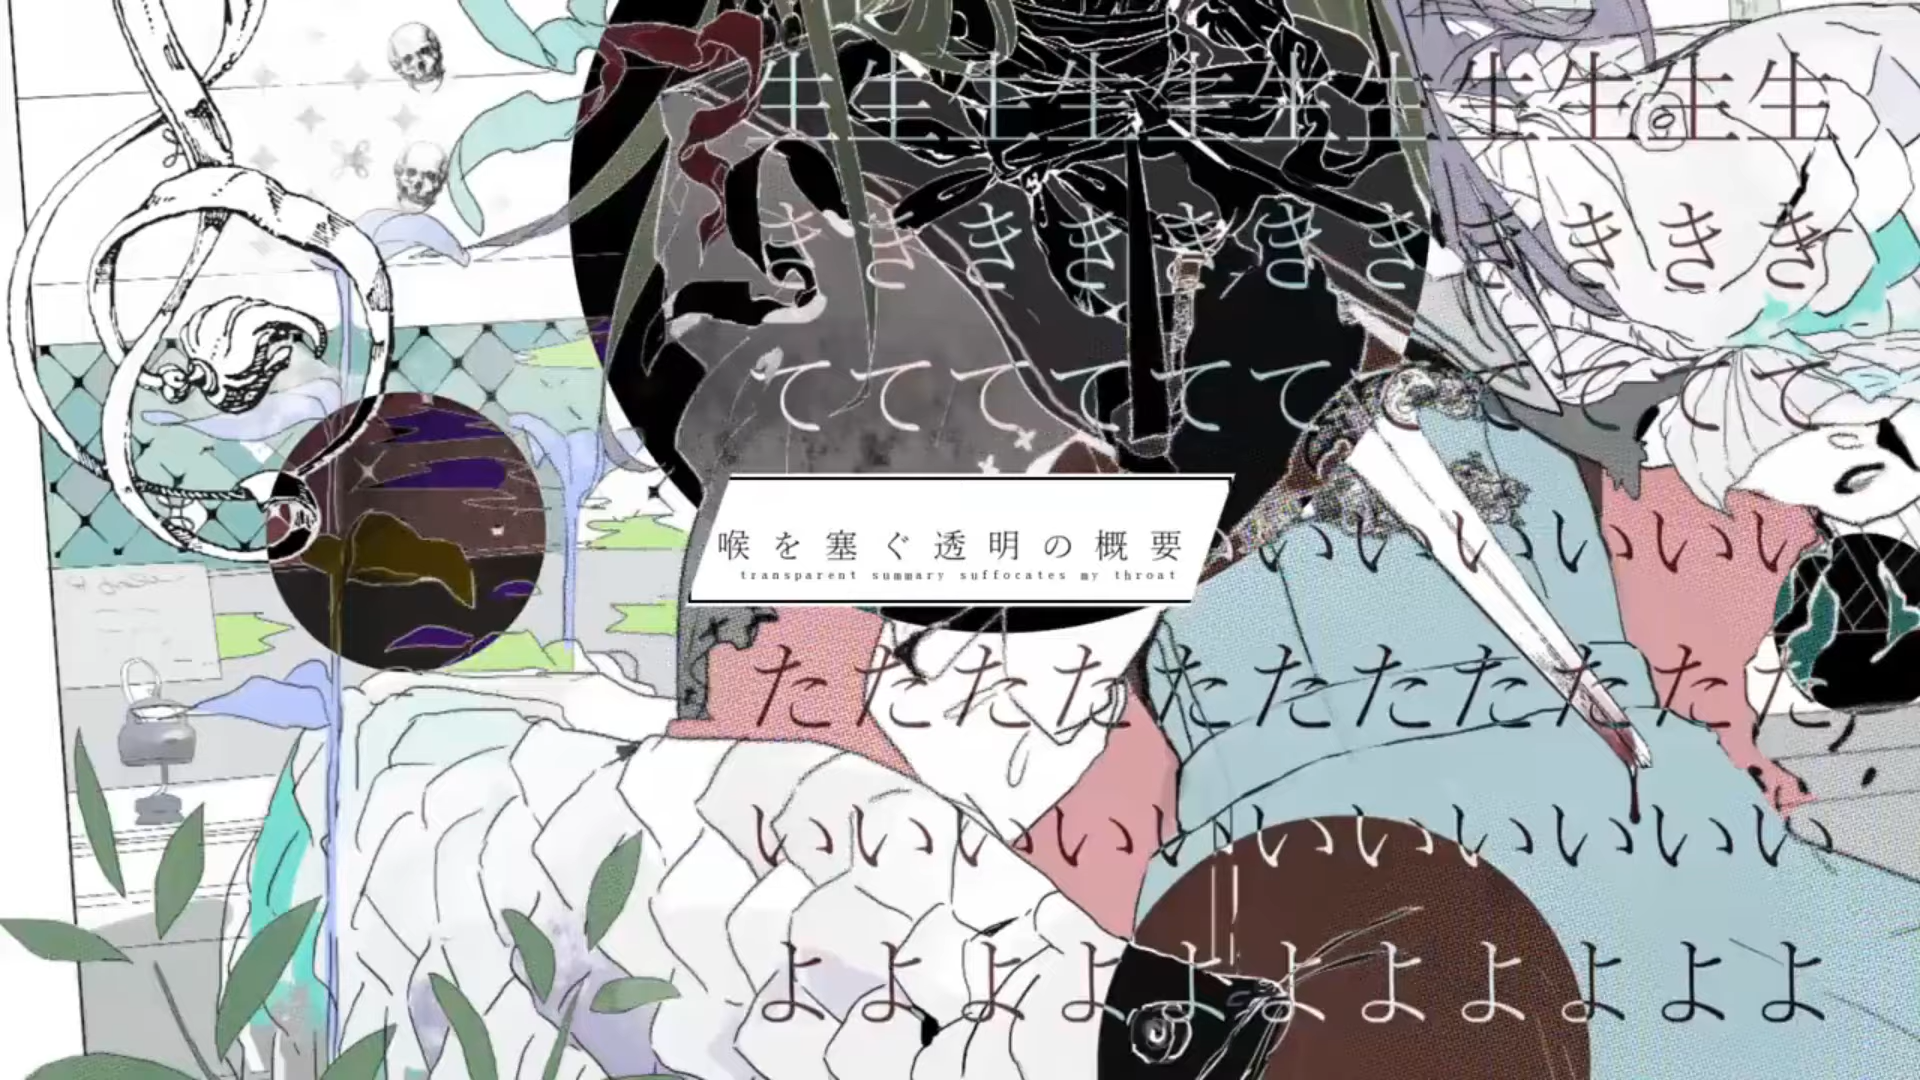 生生生生生生生生生生生
ききききききききききき
ててててててててててて
喉を塞ぐ透明の概要
transparent summary suffocates my throat
いいいいいい
たたたたたたたたたたた
いいいいいいいいいいい
よよよよよよよよよよよ